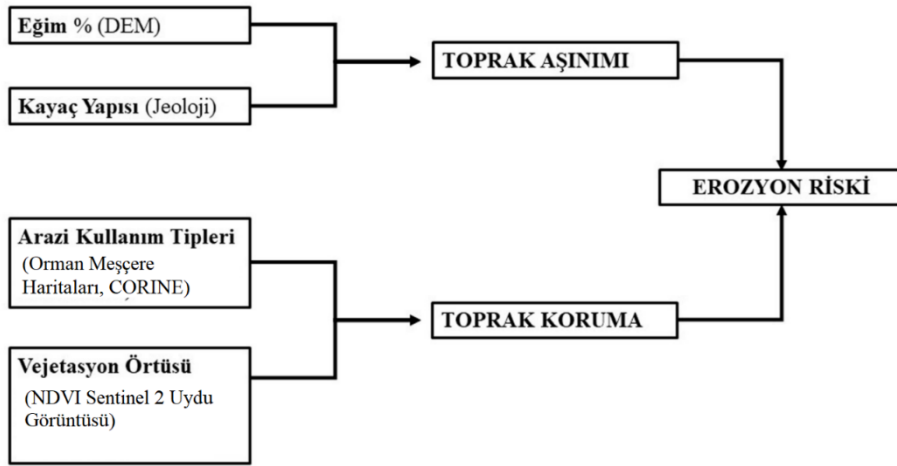 Eğim % (DEM)
TOPRAK AŞINIMI
Kayaç Yapısı (Jeoloji)
EROZYON RİSKİ
Arazi Kullanım Tipleri
(Orman Meşçere
Haritaları, CORINE)
TOPRAK KORUMA
Vejetasyon Örtüsü
(NDVI Sentinel 2 Uydu
Görüntüsü)